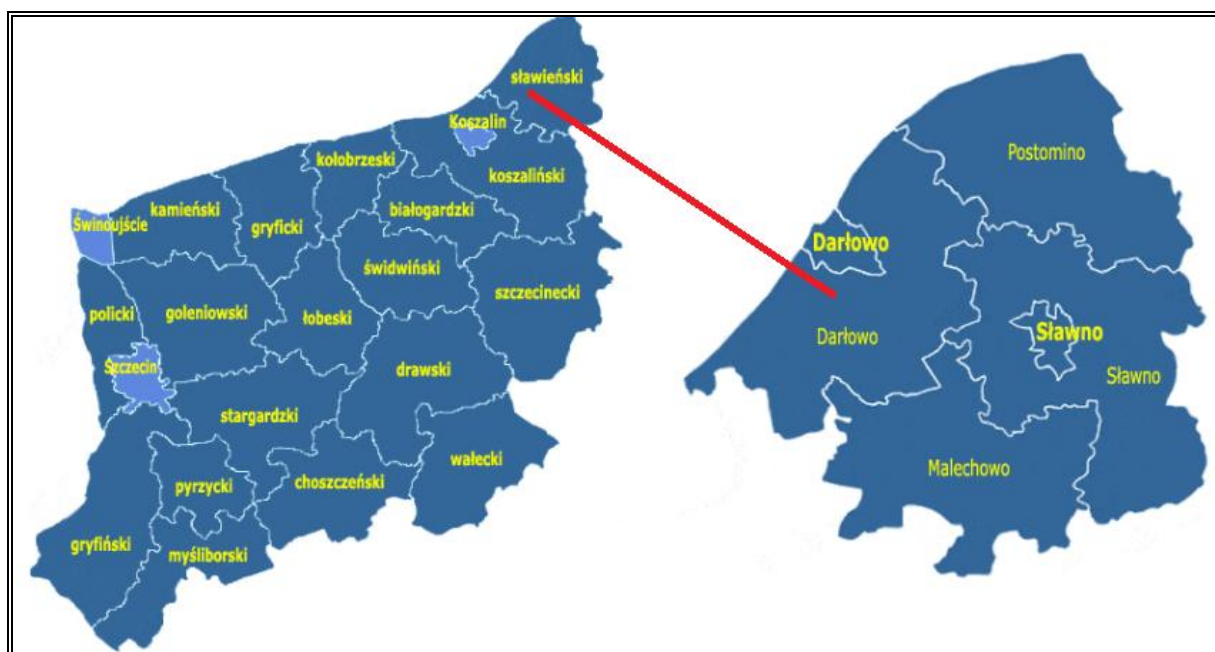 sławieński
Koszalin
kołobrzeski
koszaliński
białogardzki
kamieński
Świnoujście
gryficki
świdwiński
szczecinecki
policki
goleniowski
łobeski
Szczecin
drawski
stargardzki
wałecki
pyrzycki
choszczeński
gryfiński
myśliborski
Postomino
Darłowo
Darłowo
Sławno
Sławno
Malechowo